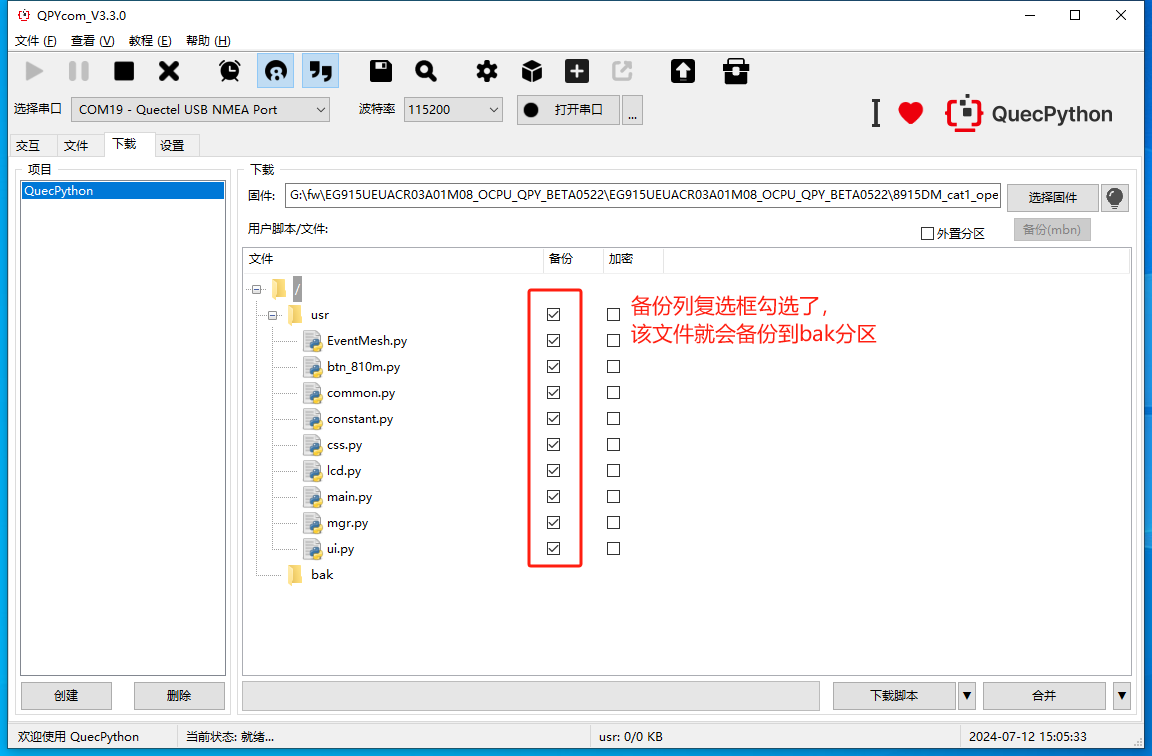 QPYcom_V3.3.0
文件 (F) 查看 (V) 教程 (E) 帮助 (H)
选择串口 COM19 - Quectel USB NMEA Port 波特率 115200 打开串口 ...
I QuecPython
交互 文件 下载 设置
项目
QuecPython
下载
固件: G:\fw\EG915UEUACR03A01M08_OCPU_QPY_BETA0522\EG915UEUACR03A01M08_OCPU_QPY_BETA0522\8915DM_cat1_ope 选择固件
用户脚本/文件: 外置分区 备份(mbn)
文件 备份 加密
/
usr
EventMesh.py
btn_810m.py
common.py
constant.py
css.py
lcd.py
main.py
mgr.py
ui.py
bak
备份列复选框勾选了,
该文件就会备份到bak分区
创建 删除 下载脚本 合并
欢迎使用 QuecPython 当前状态: 就绪... usr: 0/0 KB 2024-07-12 15:05:33